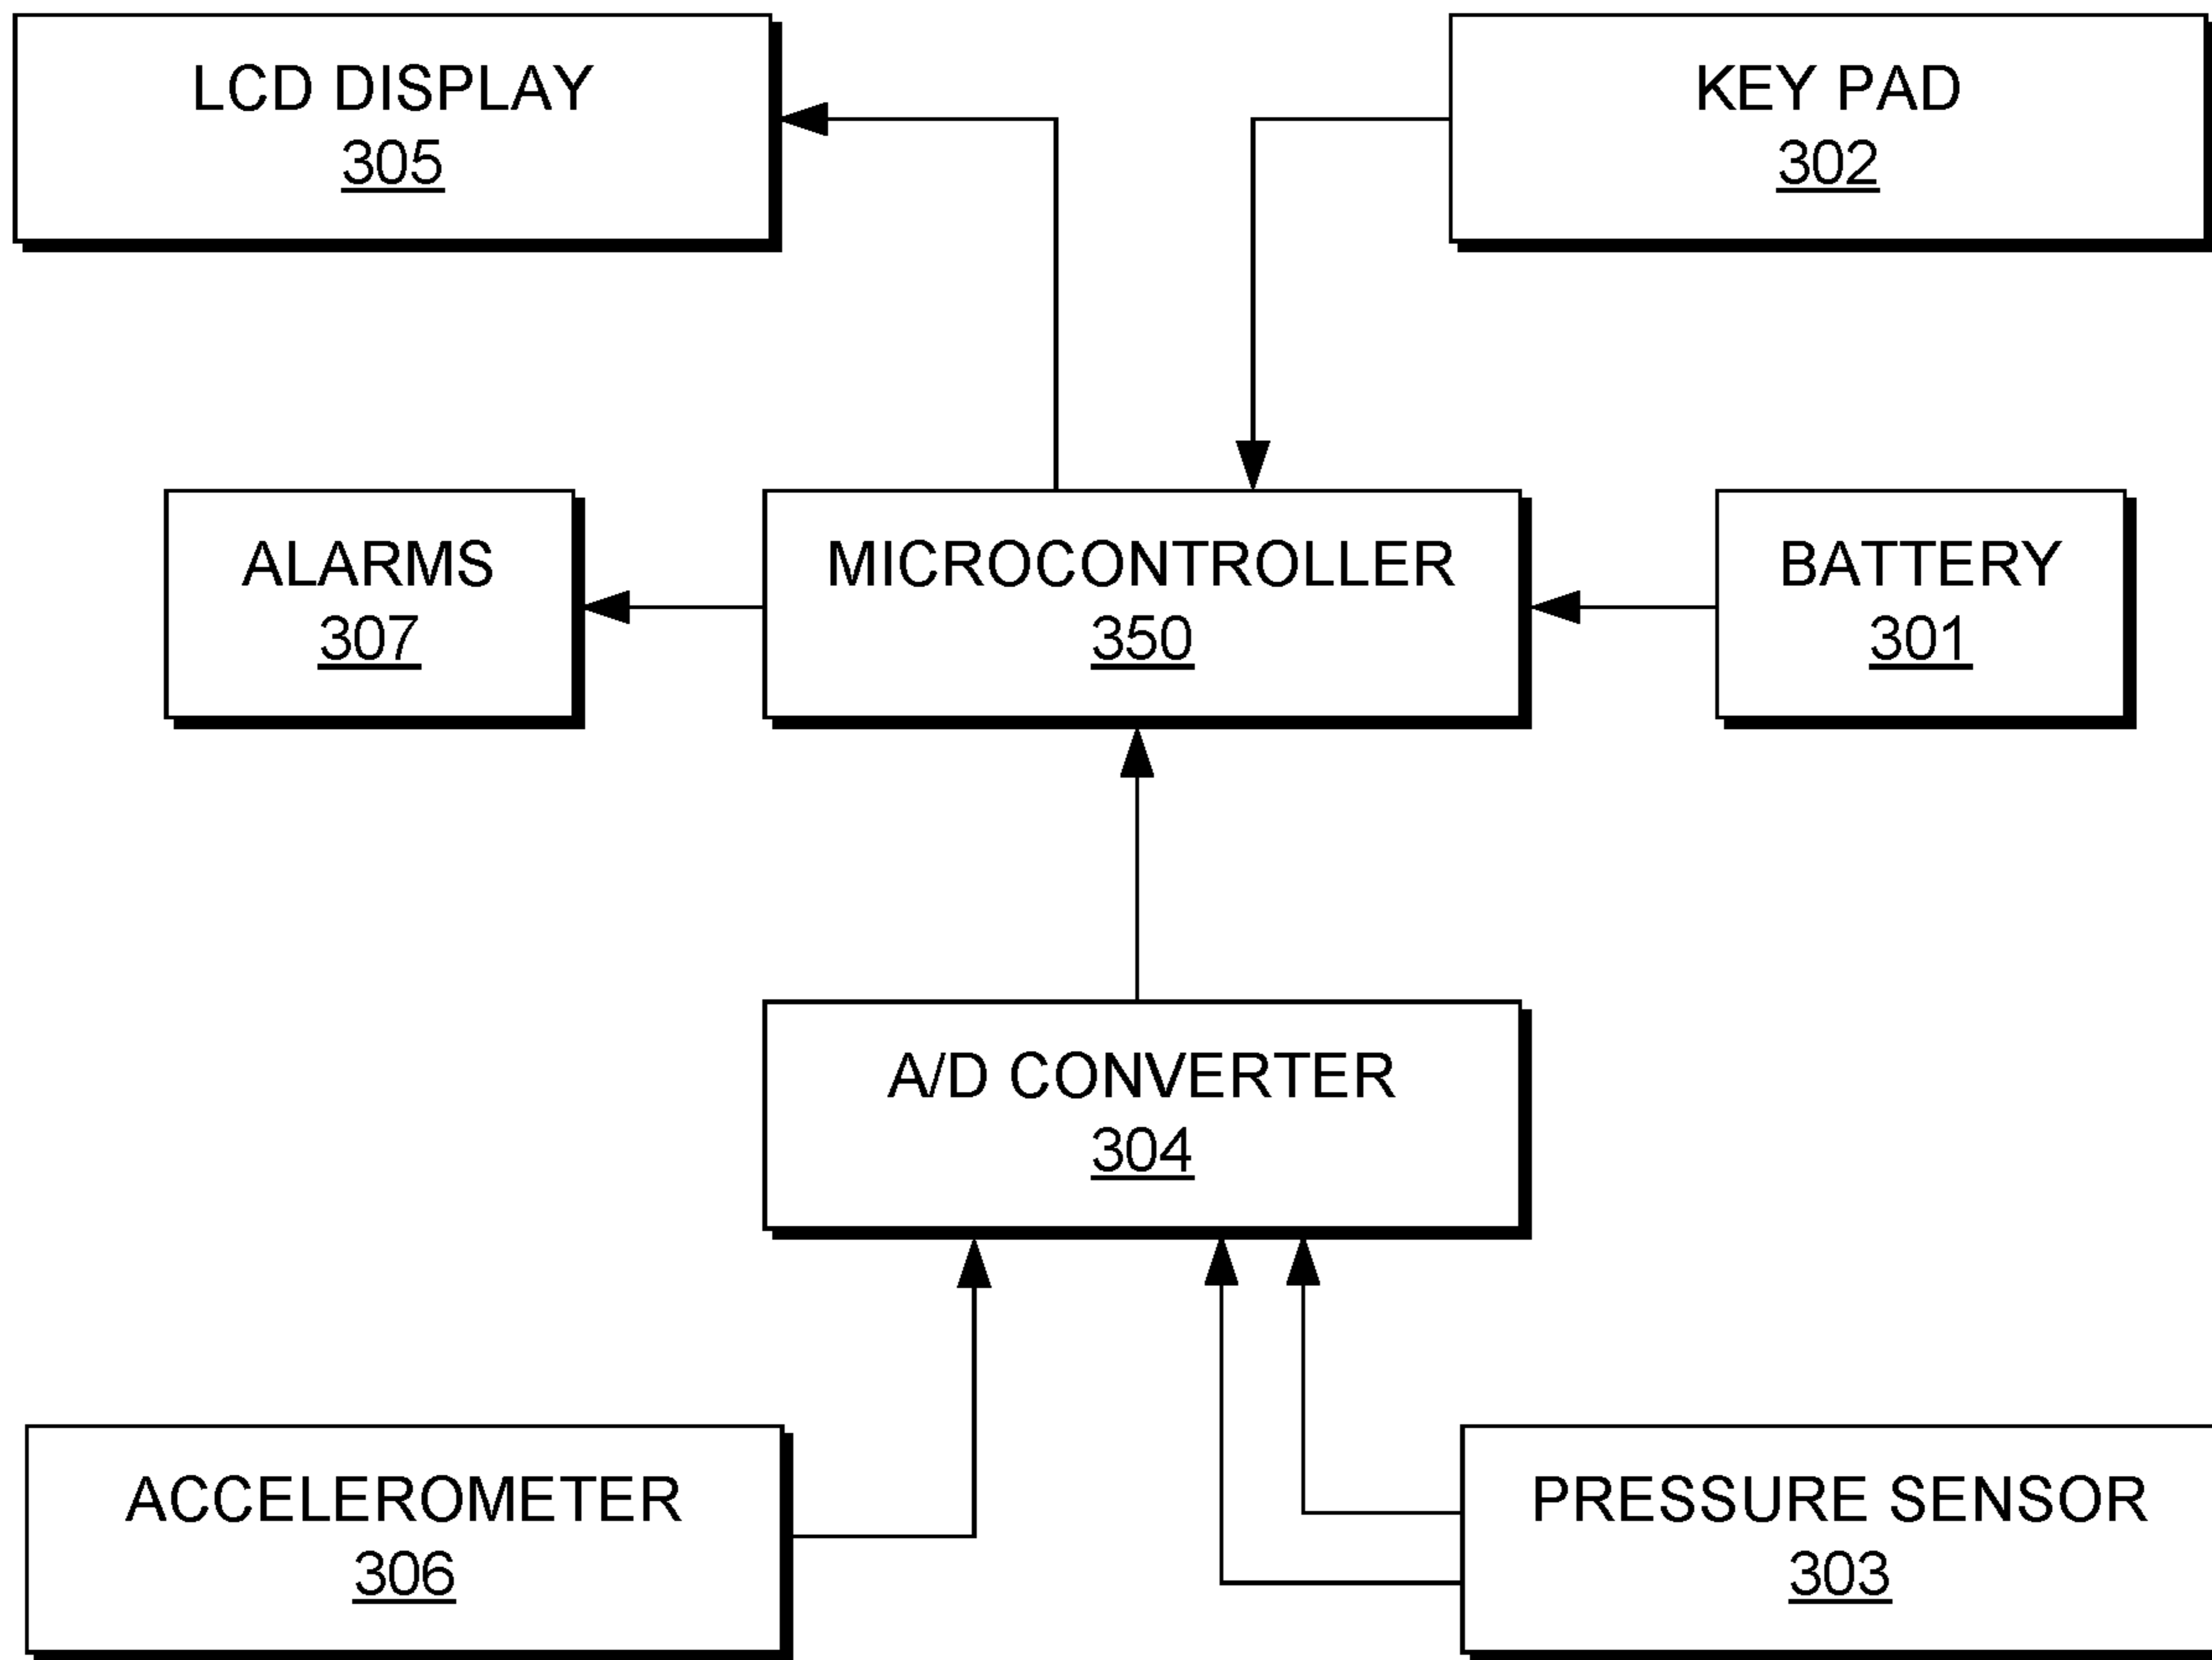 LCD DISPLAY
305
KEY PAD
302
ALARMS
307
MICROCONTROLLER
350
BATTERY
301
A/D CONVERTER
304
ACCELEROMETER
306
PRESSURE SENSOR
303